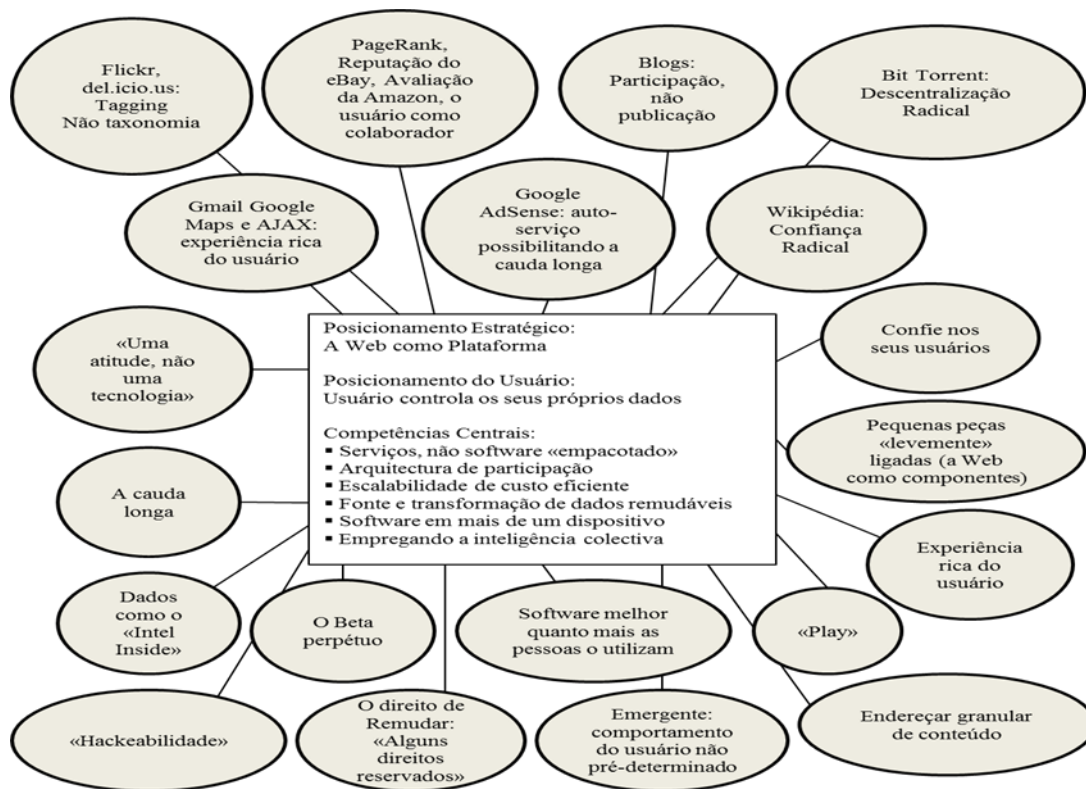 Flickr,
del.icio.us:
Tagging
Não taxonomia
PageRank,
Reputação do
eBay, Avaliação
da Amazon, o
usuário como
colaborador
Blogs:
Participação,
não
publicação
Bit Torrent:
Descentralização
Radical
Gmail Google
Maps e AJAX:
experiência rica
do usuário
Google
AdSense: auto-
serviço
possibilitando a
cauda longa
Wikipédia:
Confiança
Radical
«Uma
atitude, não
uma
tecnologia»
Posicionamento Estratégico:
A Web como Plataforma
Posicionamento do Usuário:
Usuário controla os seus próprios dados
Competências Centrais:
▪ Serviços, não software «empacotado»
▪ Arquitectura de participação
▪ Escalabilidade de custo eficiente
▪ Fonte e transformação de dados remudáveis
▪ Software em mais de um dispositivo
▪ Empregando a inteligência colectiva
Confie nos
seus usuários
Pequenas peças
«levemente»
ligadas (a Web
como componentes)
A cauda
longa
Experiência
rica do
usuário
Dados
como o
«Intel
Inside»
O Beta
perpétuo
Software melhor
quanto mais as
pessoas o utilizam
«Play»
«Hackeabilidade»
O direito de
Remudar:
«Alguns
direitos
reservados»
Emergente:
comportamento
do usuário não
pré-determinado
Endereçar granular
de conteúdo